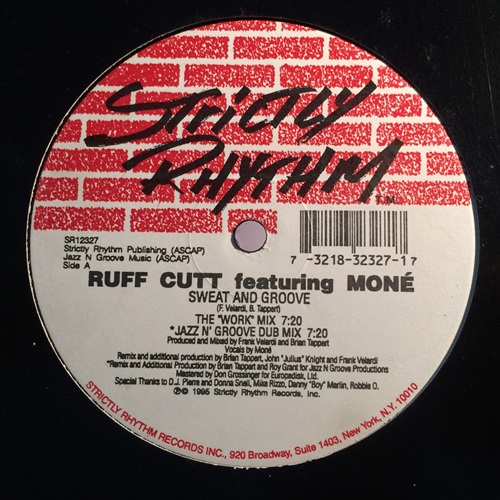 STRICTLY
RHYTHM T.M.
SR12327
Strictly Rhythm Publishing (ASCAP)
Jazz N Groove Music (ASCAP)
Side A
7 -3218-32327-1 7
RUFF CUTT featuring MONÉ
SWEAT AND GROOVE
(F. Velardi, B. Tappert)
THE "WORK" MIX 7:20
*JAZZ N' GROOVE DUB MIX 7:20
Produced and Mixed by Frank Velardi and Brian Tappert
Vocals by Moné
Remix and additional production by Brian Tappert, John "Julius" Knight and Frank Velardi
*Remix and Additional Production by Brian Tappert and Roy Grant for Jazz N Groove Productions
Mastered by Don Grossinger for Europadisk, Ltd.
Special Thanks to D.J. Pierre and Donna Snell, Mike Rizzo, Danny "Boy" Martin, Robbie O.
℗©1995 Strictly Rhythm Records, Inc.
STRICTLY RHYTHM RECORDS INC., 920 Broadway, Suite 1403, New York, N.Y. 10010